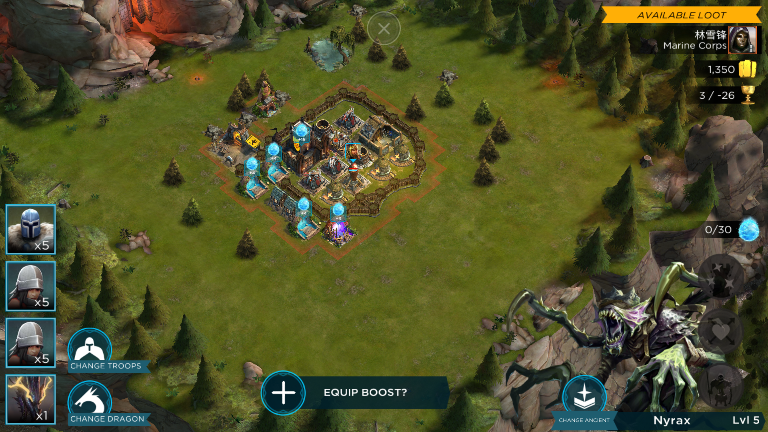 AVAILABLE LOOT
林雪锋
Marine Corps
1,350
3 / -26
0/30
x5
x5
x5
x1
CHANGE TROOPS
CHANGE DRAGON
EQUIP BOOST?
CHANGE ANCIENT
Nyrax
Lvl 5